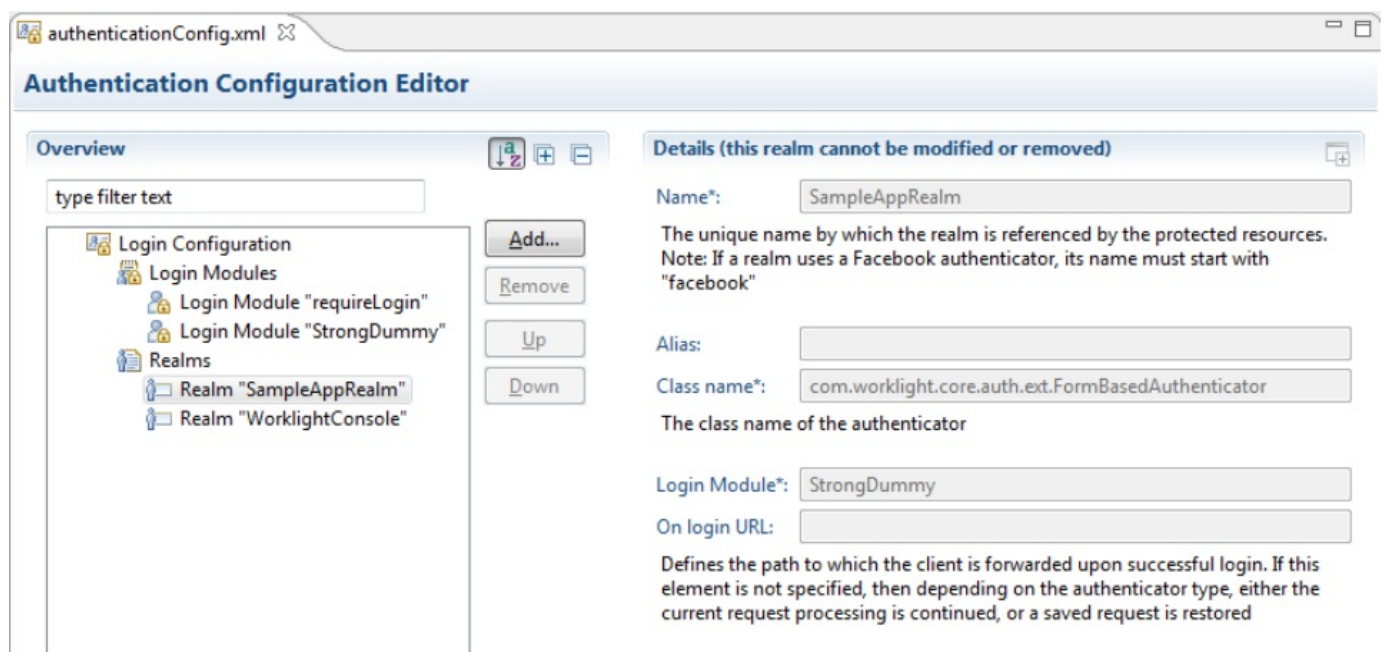 authenticationConfig.xml
Authentication Configuration Editor
Overview
type filter text
Login Configuration
Login Modules
Login Module "requireLogin"
Login Module "StrongDummy"
Realms
Realm "SampleAppRealm"
Realm "WorklightConsole"
Add...
Remove
Up
Down
Details (this realm cannot be modified or removed)
Name*: SampleAppRealm
The unique name by which the realm is referenced by the protected resources.
Note: If a realm uses a Facebook authenticator, its name must start with
"facebook"
Alias:
Class name*: com.worklight.core.auth.ext.FormBasedAuthenticator
The class name of the authenticator
Login Module*: StrongDummy
On login URL:
Defines the path to which the client is forwarded upon successful login. If this
element is not specified, then depending on the authenticator type, either the
current request processing is continued, or a saved request is restored